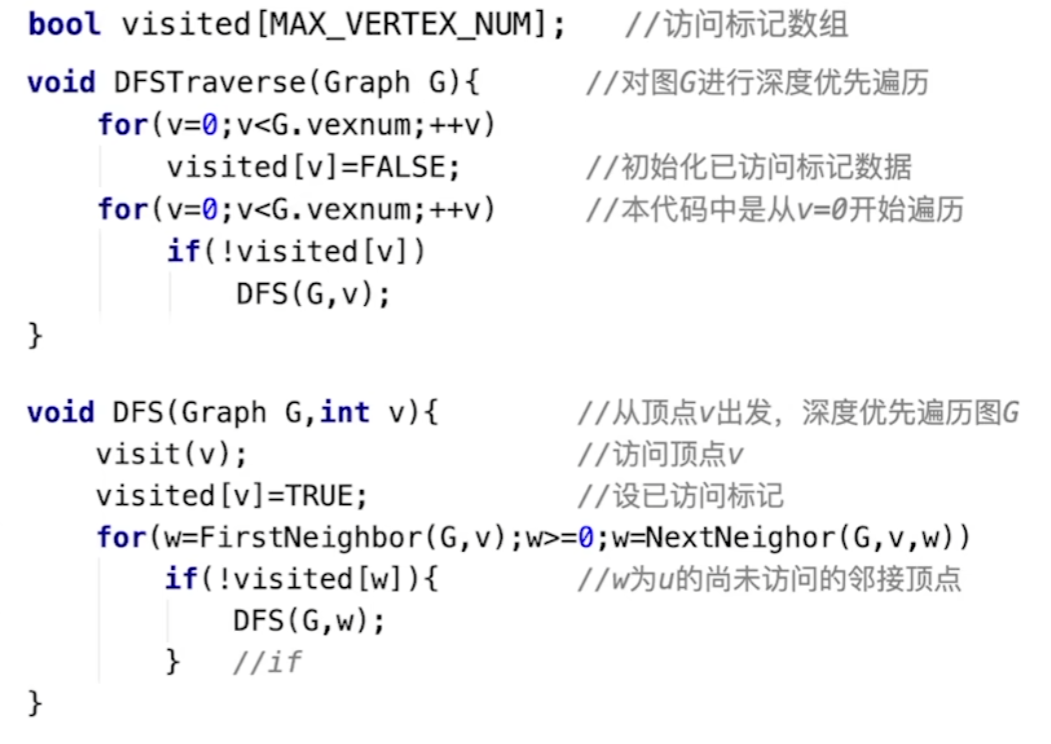 bool visited[MAX_VERTEX_NUM];   //访问标记数组
void DFSTraverse(Graph G){      //对图G进行深度优先遍历
    for(v=0;v<G.vexnum;++v)
        visited[v]=FALSE;       //初始化已访问标记数据
    for(v=0;v<G.vexnum;++v)     //本代码中是从v=0开始遍历
        if(!visited[v])
            DFS(G,v);
}
void DFS(Graph G,int v){        //从顶点v出发，深度优先遍历图G
    visit(v);                   //访问顶点v
    visited[v]=TRUE;            //设已访问标记
    for(w=FirstNeighbor(G,v);w>=0;w=NextNeighor(G,v,w))
        if(!visited[w]){        //w为u的尚未访问的邻接顶点
            DFS(G,w);
        }   //if
}